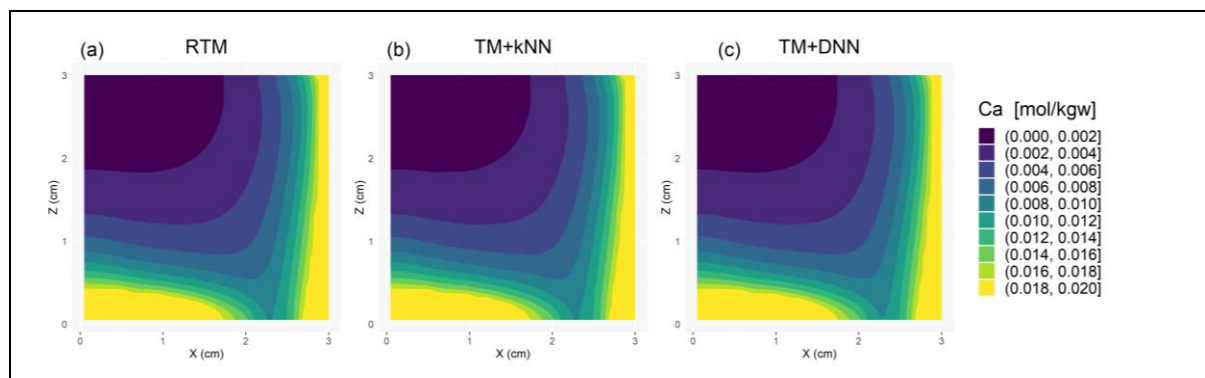 (a) RTM (b) TM+kNN (c) TM+DNN
3 3 3
Ca [mol/kgw]
(0.000, 0.002]
(0.002, 0.004]
2 2 2
(0.004, 0.006]
(0.006, 0.008]
Z (cm) Z (cm) Z (cm)
(0.008, 0.010]
(0.010, 0.012]
1 1 1
(0.012, 0.014]
(0.014, 0.016]
(0.016, 0.018]
(0.018, 0.020]
0 0 0
0 1 2 3 0 1 2 3 0 1 2 3
X (cm) X (cm) X (cm)